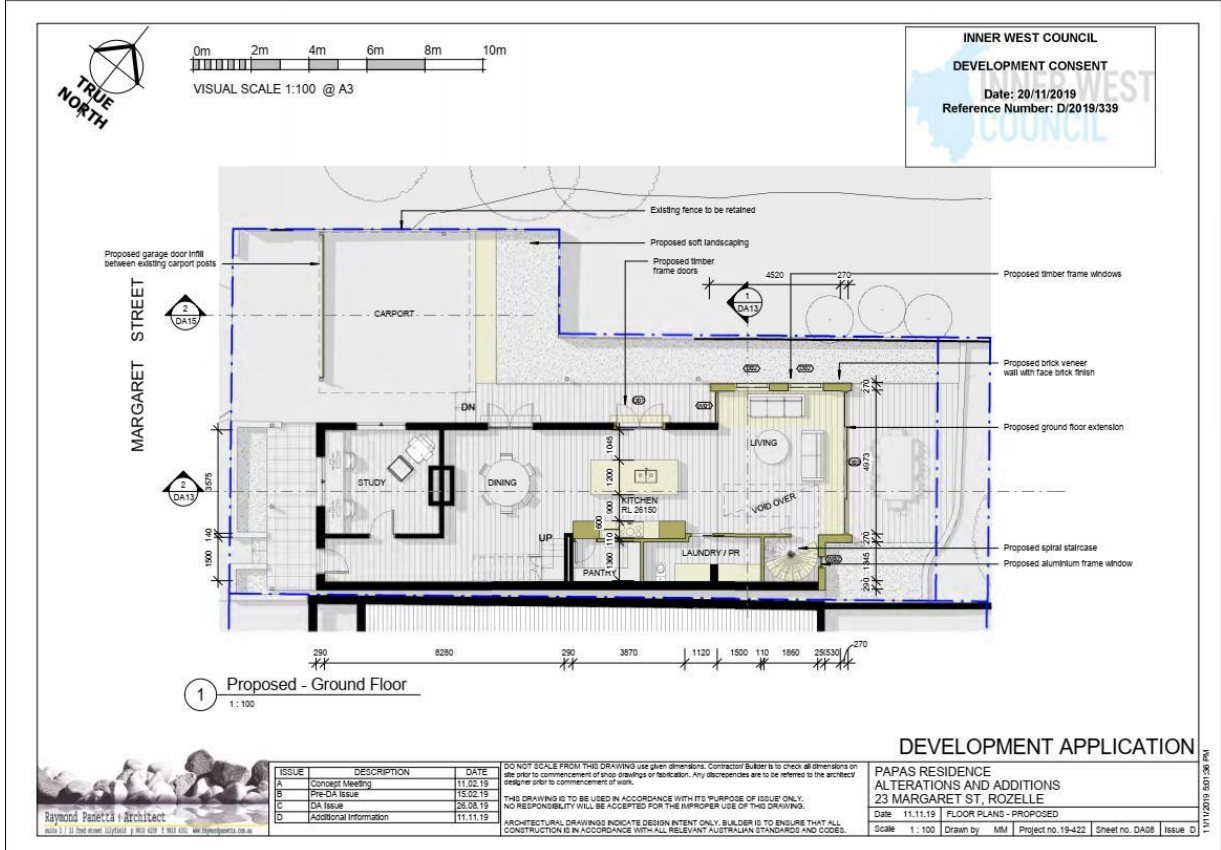 0m 2m 4m 6m 8m 10m
VISUAL SCALE 1:100 @ A3
TRUE
NORTH
INNER WEST COUNCIL
DEVELOPMENT CONSENT
Date: 20/11/2019
Reference Number: D/2019/339
INNER WEST
COUNCIL
Existing fence to be retained
Proposed soft landscaping
Proposed timber
frame doors
Proposed garage door infill
between existing carport posts
4520 270
Proposed timber frame windows
MARGARET STREET
2
DA15
CARPORT
1
DA13
Proposed brick veneer
wall with face brick finish
270
DN
Proposed ground floor extension
LIVING
3575
2
DA13
STUDY
DINING
1045
1200
KITCHEN
RL 26150
900
4973
VOID OVER
600
140
UP
110
LAUNDRY / PR
270
Proposed spiral staircase
1500
PANTRY
1360
1345
Proposed aluminium frame window
290
290 8280 290 3870 1120 1500 110 1860 250 530 270
1 Proposed - Ground Floor
1 : 100
DEVELOPMENT APPLICATION
Raymond Panetta Architect
ISSUE DESCRIPTION DATE
A Concept Meeting 11.02.19
B Pre-DA Issue 15.02.19
C DA Issue 26.08.19
D Additional Information 11.11.19
DO NOT SCALE FROM THIS DRAWING use given dimensions. Contractor/ Builder is to check all dimensions on
site prior to commencement of shop drawings or fabrication. Any discrepencies are to be referred to the architect/
designer prior to commencement of work.
THIS DRAWING IS TO BE USED IN ACCORDANCE WITH ITS 'PURPOSE OF ISSUE' ONLY.
NO RESPONSIBILITY WILL BE ACCEPTED FOR THE IMPROPER USE OF THIS DRAWING.
ARCHITECTURAL DRAWINGS INDICATE DESIGN INTENT ONLY. BUILDER IS TO ENSURE THAT ALL
CONSTRUCTION IS IN ACCORDANCE WITH ALL RELEVANT AUSTRALIAN STANDARDS AND CODES.
PAPAS RESIDENCE
ALTERATIONS AND ADDITIONS
23 MARGARET ST, ROZELLE
Date 11.11.19 FLOOR PLANS - PROPOSED
Scale 1 : 100 Drawn by MM Project no. 19-422 Sheet no. DA08 Issue D
11/11/2019 5:01:36 PM